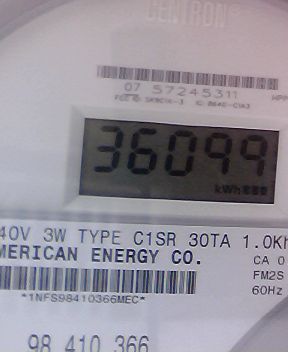 CENTRON
07 57245311
36099
kWh
40V 3W TYPE C1SR 30TA 1.0Kh
MERICAN ENERGY CO.
CA 0
FM2S
60Hz
*1NFS98410366MEC*
98 410 366